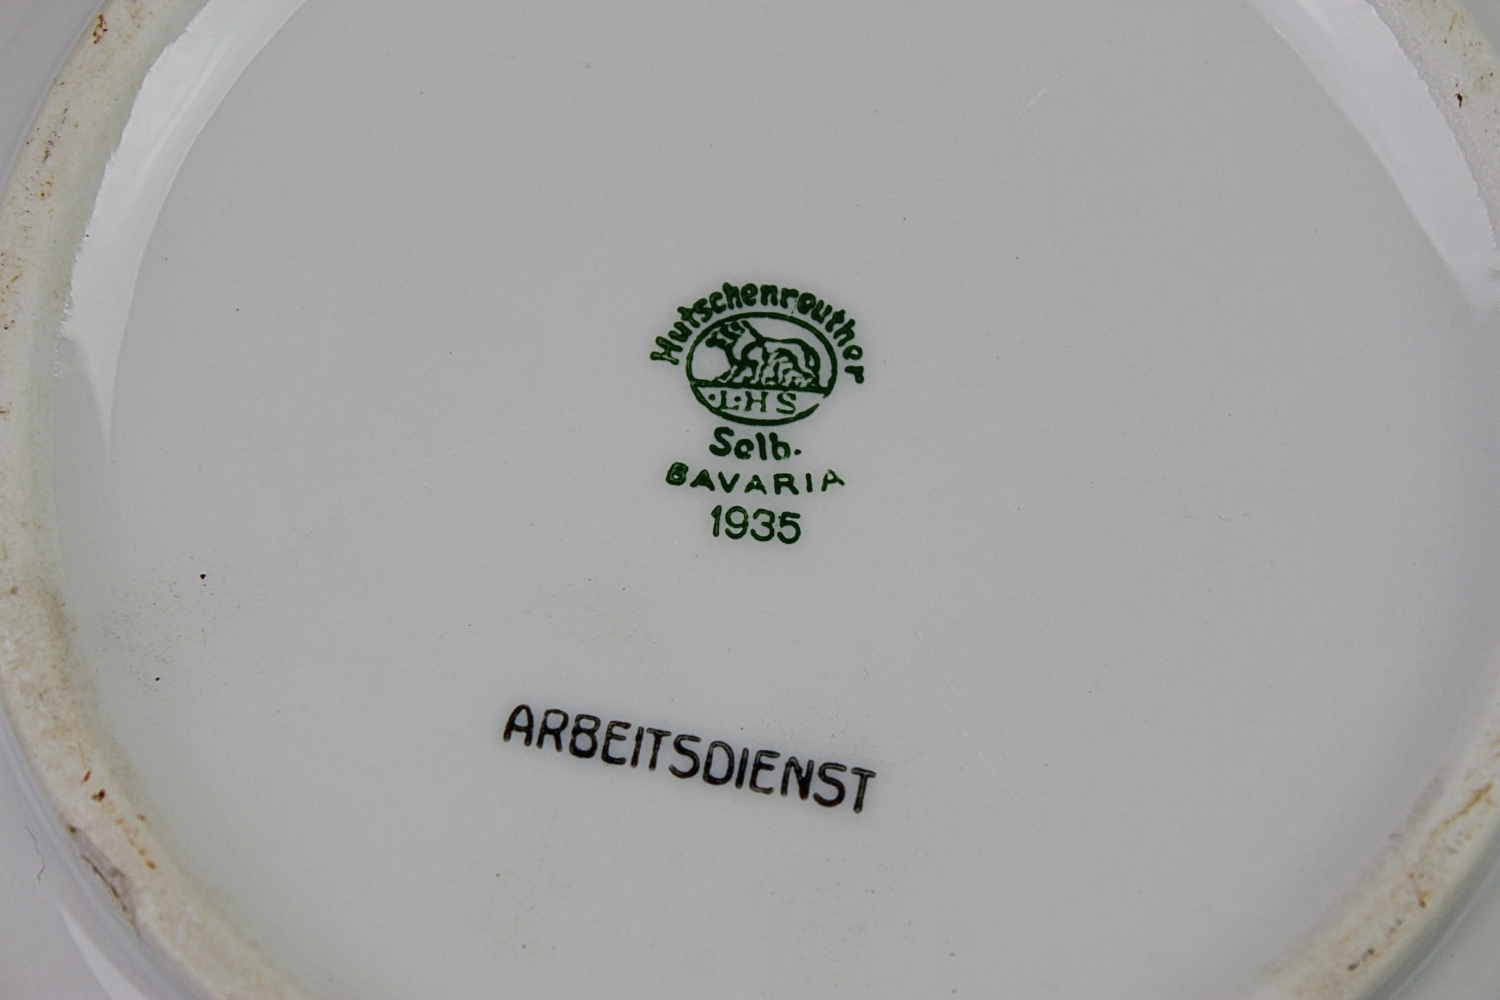 Hutschenreuther
L·H S
Selb.
BAVARIA
1935
ARBEITSDIENST